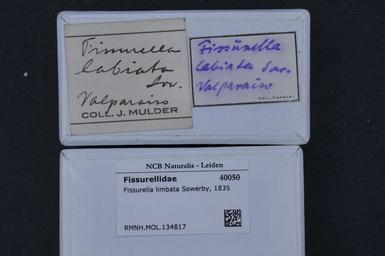 Fissurella
labiata
Sow.
Valparaiso
COLL. J. MULDER
Fissurella
labiata Sow.
Valparaiso
NCB Naturalis - Leiden
Fissurellidae 40050
Fissurella limbata Sowerby, 1835
RMNH.MOL.134817